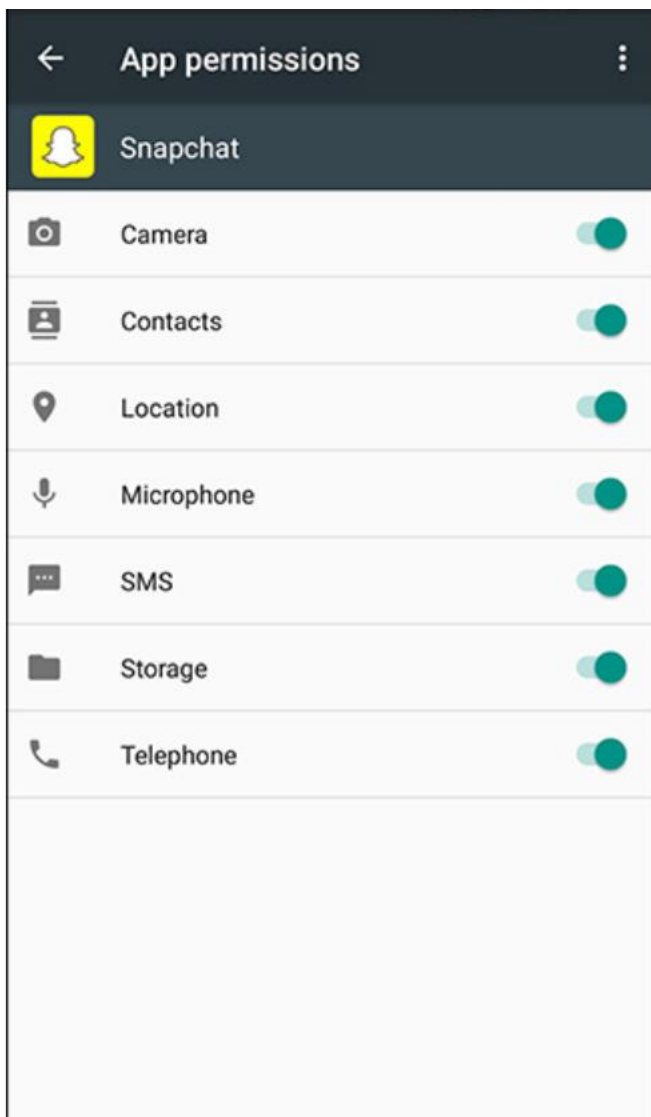 App permissions
Snapchat
Camera
Contacts
Location
Microphone
SMS
Storage
Telephone